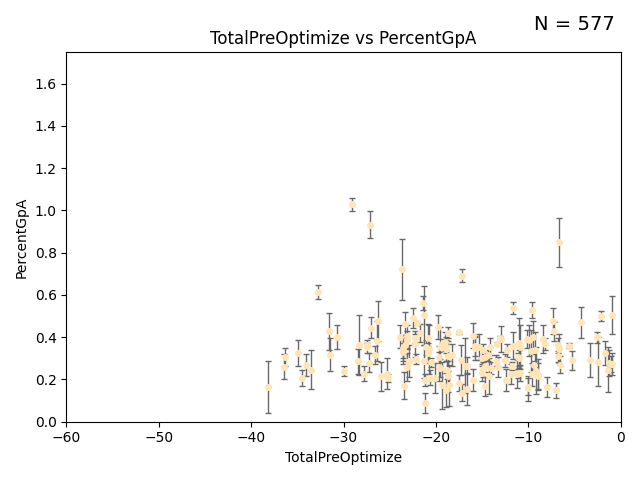 N = 577
TotalPreOptimize vs PercentGpA
1.6
1.4
1.2
1.0
0.8
0.6
0.4
0.2
0.0
PercentGpA
−60 −50 −40 −30 −20 −10 0
TotalPreOptimize